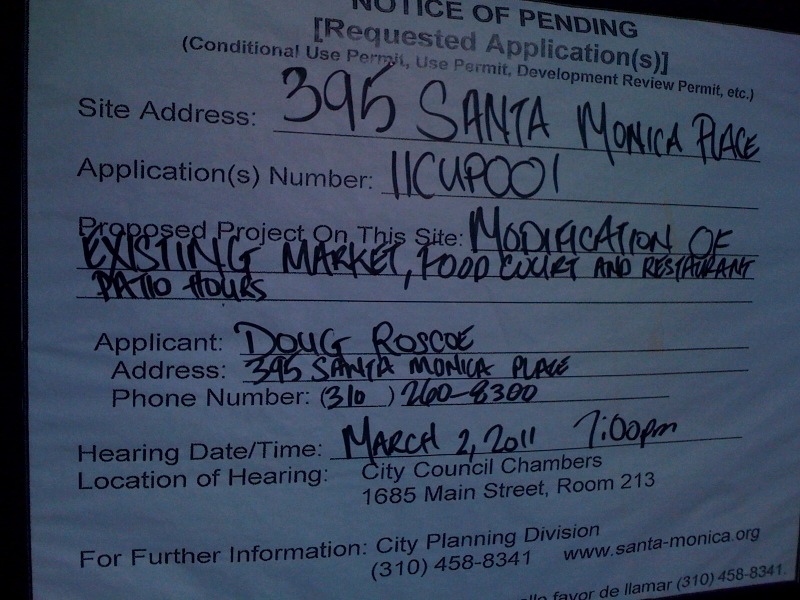 NOTICE OF PENDING
[Requested Application(s)]
(Conditional Use Permit, Use Permit, Development Review Permit, etc.)
Site Address: 395 SANTA MONICA PLACE
Application(s) Number: 11CUP001
Proposed Project On This Site: MODIFICATION OF
EXISTING MARKET, FOOD COURT AND RESTAURANT
PATIO HOURS
Applicant: DOUG ROSCOE
Address: 395 SANTA MONICA PLACE
Phone Number: (310) 260-8300
Hearing Date/Time: MARCH 2, 2011 7:00pm
Location of Hearing: City Council Chambers
1685 Main Street, Room 213
For Further Information: City Planning Division
(310) 458-8341 www.santa-monica.org
favor de llamar (310) 458-8341.